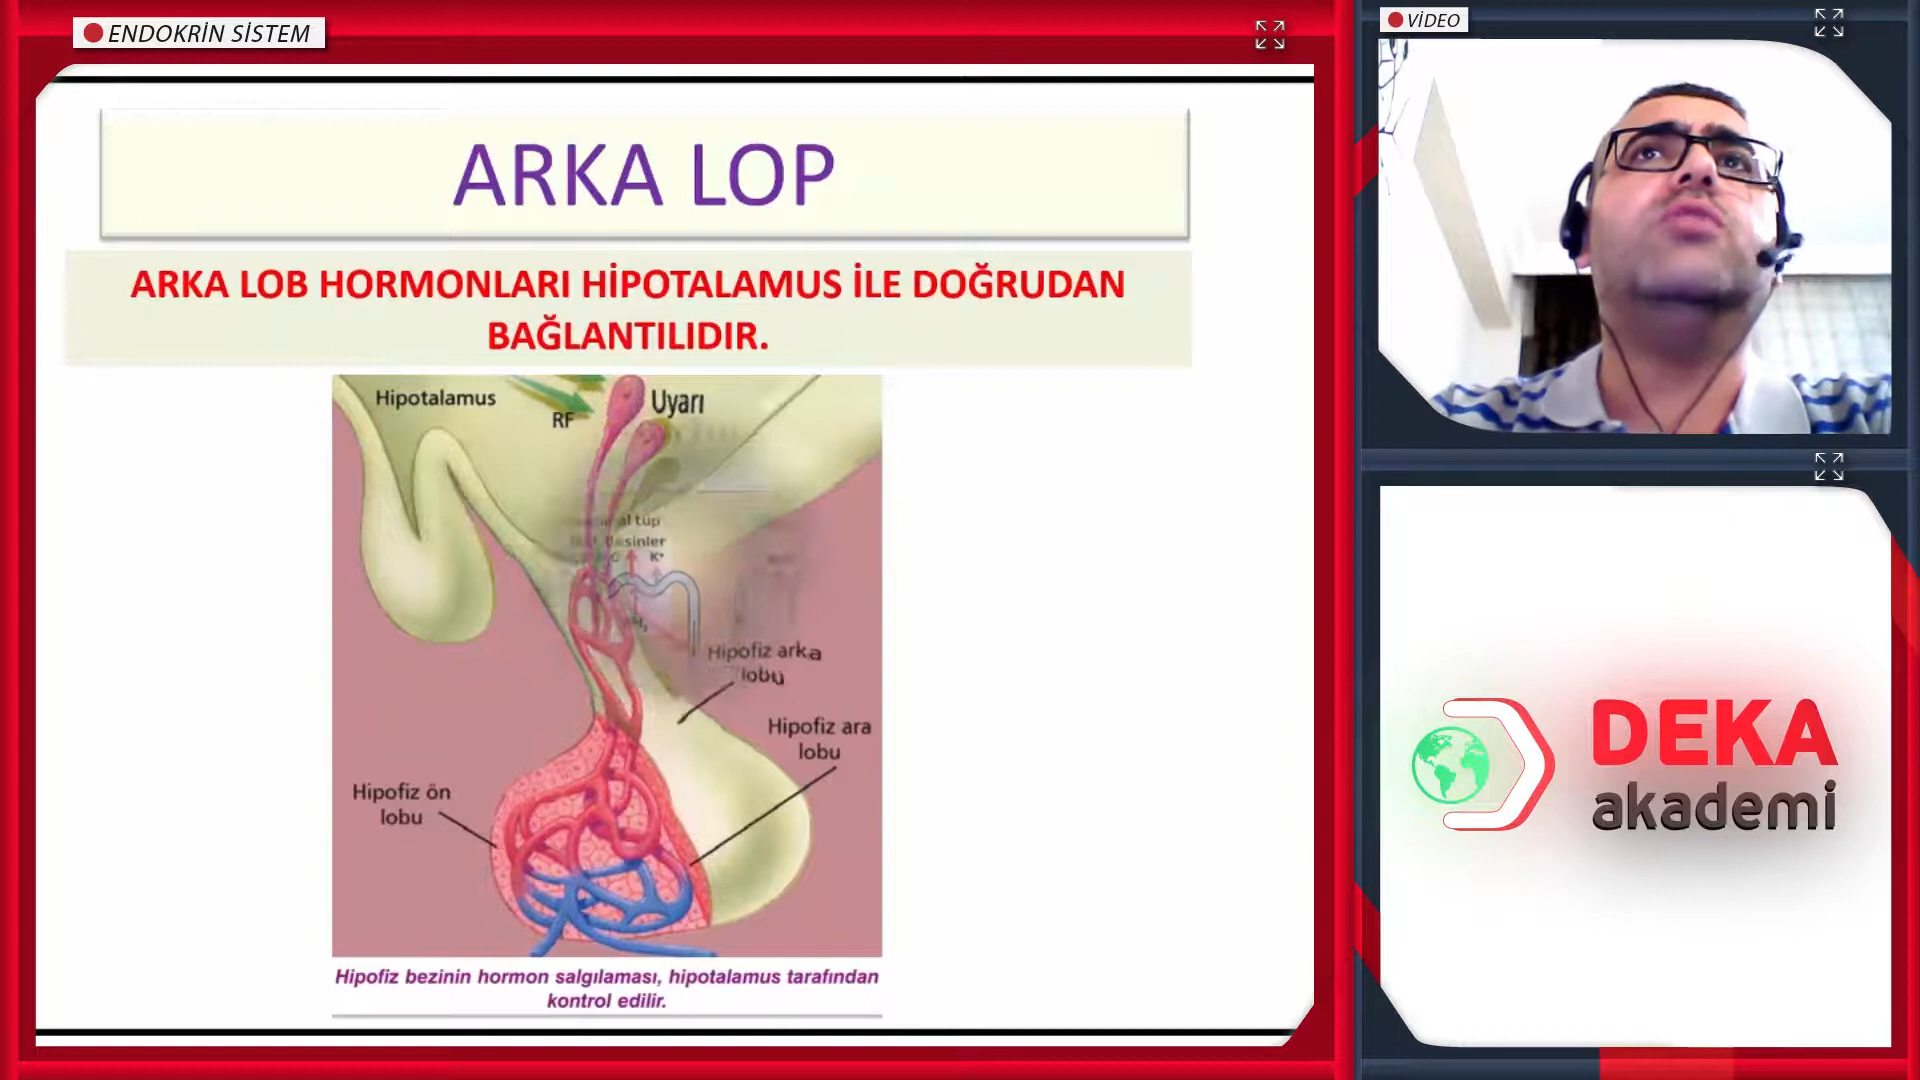 ENDOKRİN SİSTEM
VİDEO
ARKA LOP
ARKA LOB HORMONLARI HİPOTALAMUS İLE DOĞRUDAN
BAĞLANTILIDIR.
Hipotalamus
RF
Uyarı
tüp
K+
Hipofiz arka
lobu
Hipofiz ara
lobu
Hipofiz ön
lobu
Hipofiz bezinin hormon salgılaması, hipotalamus tarafından
kontrol edilir.
DEKA
akademi